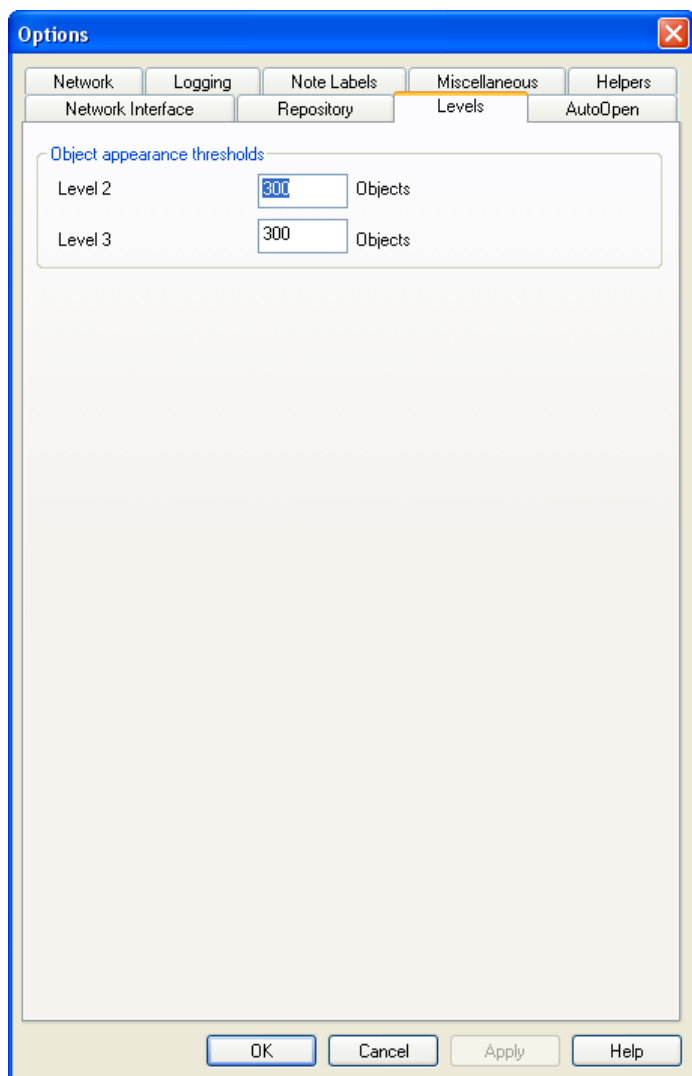 Options
Network Logging Note Labels Miscellaneous Helpers
Network Interface Repository Levels AutoOpen
Object appearance thresholds
Level 2 300 Objects
Level 3 300 Objects
OK Cancel Apply Help